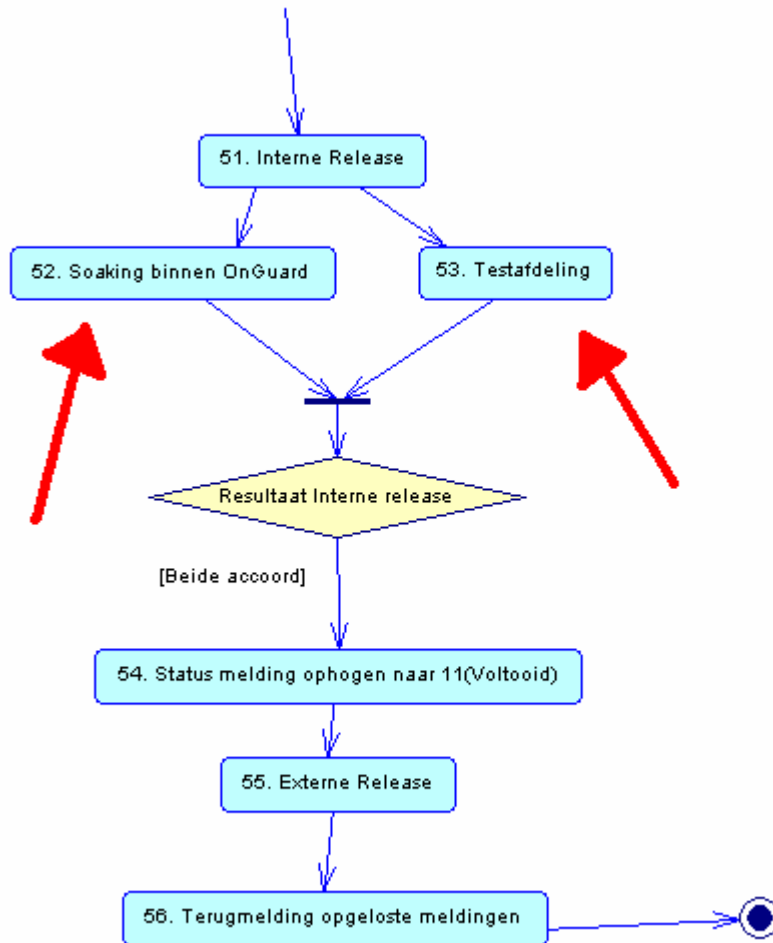 51. Interne Release
52. Soaking binnen OnGuard
53. Testafdeling
Resultaat Interne release
[Beide accoord]
54. Status melding ophogen naar 11(Voltooid)
55. Externe Release
56. Terugmelding opgeloste meldingen